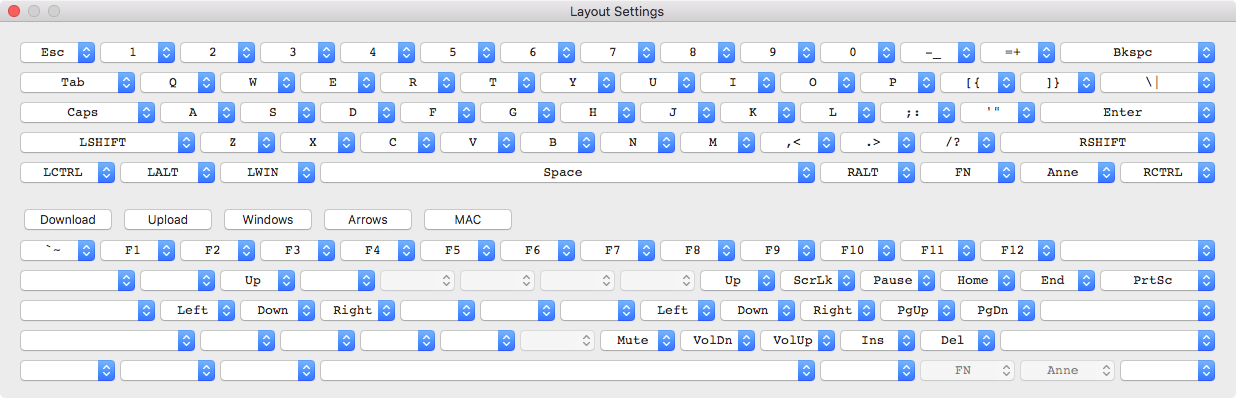 Layout Settings
Esc 1 2 3 4 5 6 7 8 9 0 -_ =+ Bkspc
Tab Q W E R T Y U I O P [{ ]} \|
Caps A S D F G H J K L ;: '" Enter
LSHIFT Z X C V B N M ,< .> /? RSHIFT
LCTRL LALT LWIN Space RALT FN Anne RCTRL
Download Upload Windows Arrows MAC
`~ F1 F2 F3 F4 F5 F6 F7 F8 F9 F10 F11 F12
Up Up ScrLk Pause Home End PrtSc
Left Down Right Left Down Right PgUp PgDn
Mute VolDn VolUp Ins Del
FN Anne